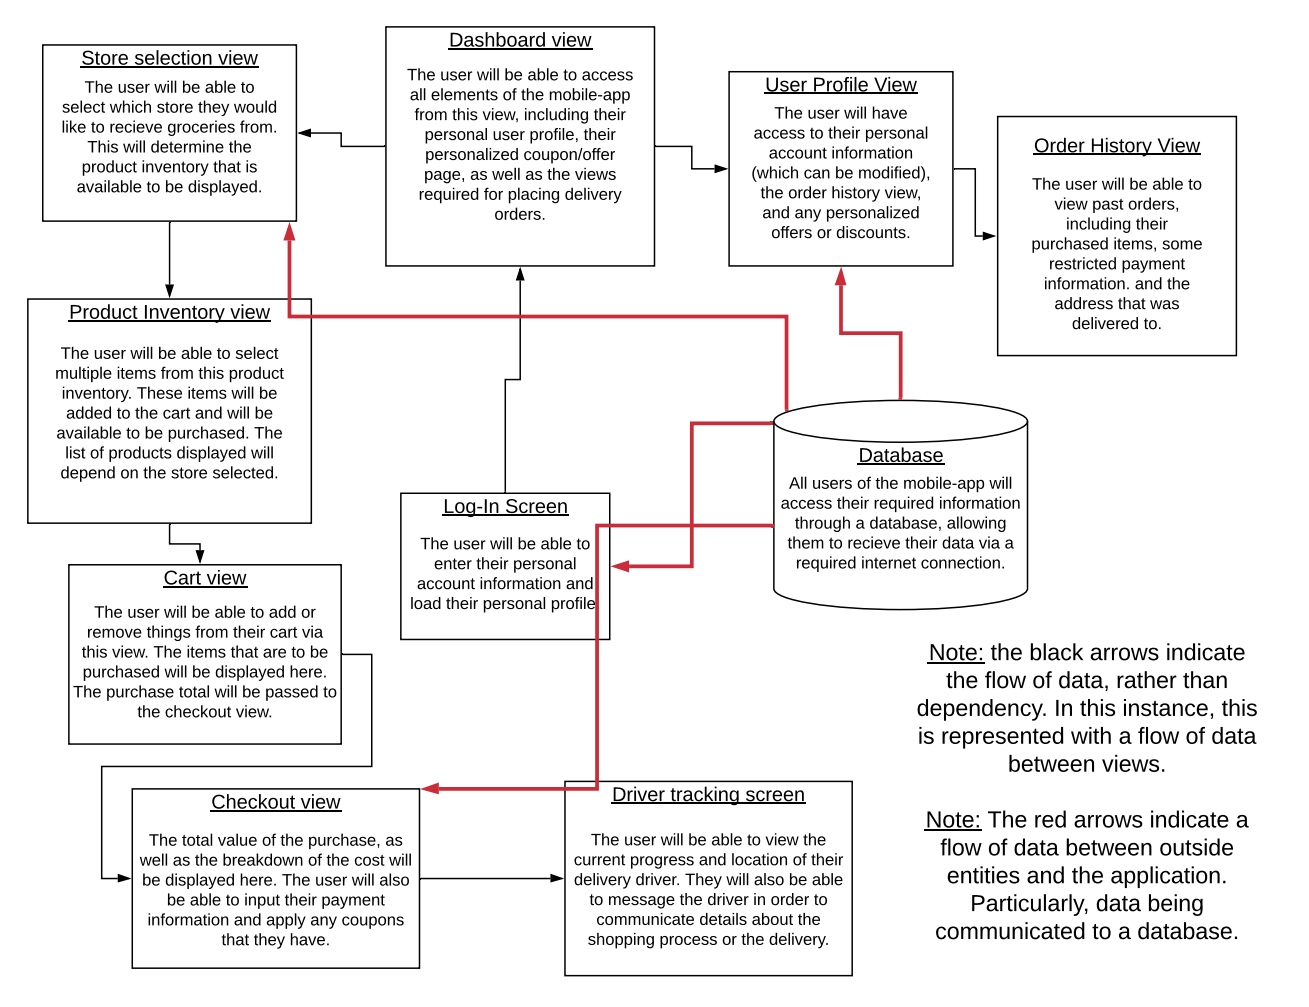 Store selection view
The user will be able to
select which store they would
like to recieve groceries from.
This will determine the
product inventory that is
available to be displayed.
Dashboard view
The user will be able to access
all elements of the mobile-app
from this view, including their
personal user profile, their
personalized coupon/offer
page, as well as the views
required for placing delivery
orders.
User Profile View
The user will have
access to their personal
account information
(which can be modified),
the order history view,
and any personalized
offers or discounts.
Order History View
The user will be able to
view past orders,
including their
purchased items, some
restricted payment
information. and the
address that was
delivered to.
Product Inventory view
The user will be able to select
multiple items from this product
inventory. These items will be
added to the cart and will be
available to be purchased. The
list of products displayed will
depend on the store selected.
Log-In Screen
The user will be able to
enter their personal
account information and
load their personal profile
Database
All users of the mobile-app will
access their required information
through a database, allowing
them to recieve their data via a
required internet connection.
Cart view
The user will be able to add or
remove things from their cart via
this view. The items that are to be
purchased will be displayed here.
The purchase total will be passed to
the checkout view.
Checkout view
The total value of the purchase, as
well as the breakdown of the cost will
be displayed here. The user will also
be able to input their payment
information and apply any coupons
that they have.
Driver tracking screen
The user will be able to view the
current progress and location of their
delivery driver. They will also be able
to message the driver in order to
communicate details about the
shopping process or the delivery.
Note: the black arrows indicate
the flow of data, rather than
dependency. In this instance, this
is represented with a flow of data
between views.
Note: The red arrows indicate a
flow of data between outside
entities and the application.
Particularly, data being
communicated to a database.